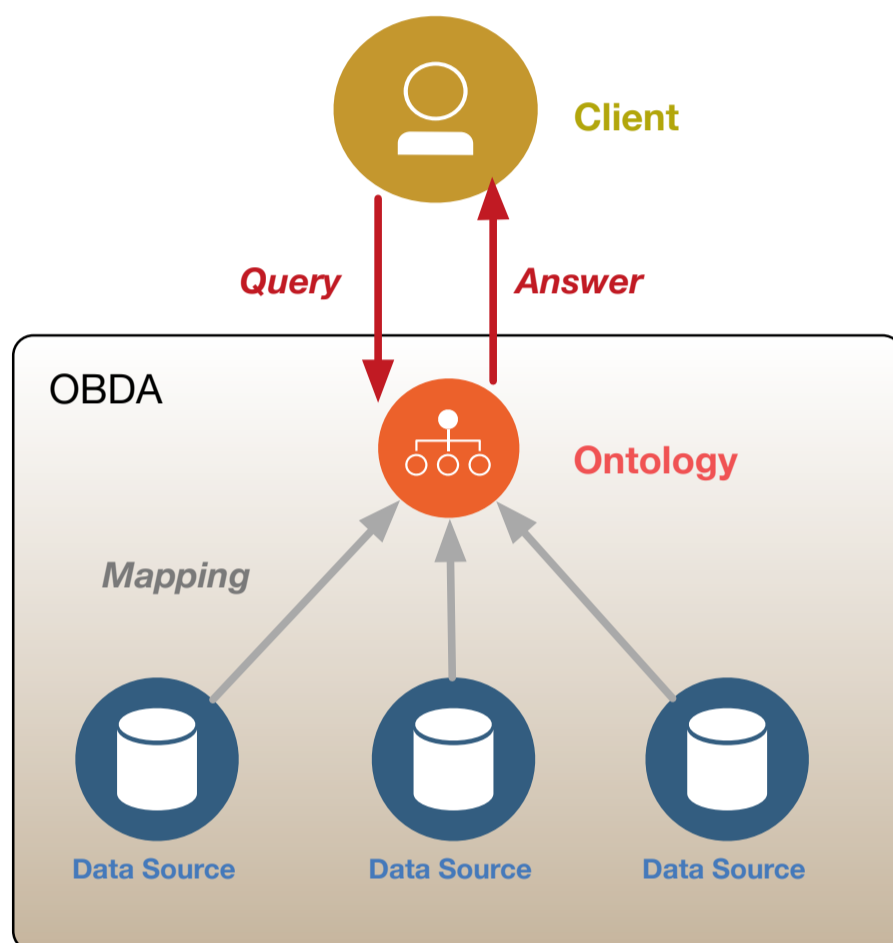 Client
Query
Answer
OBDA
Ontology
Mapping
Data Source
Data Source
Data Source